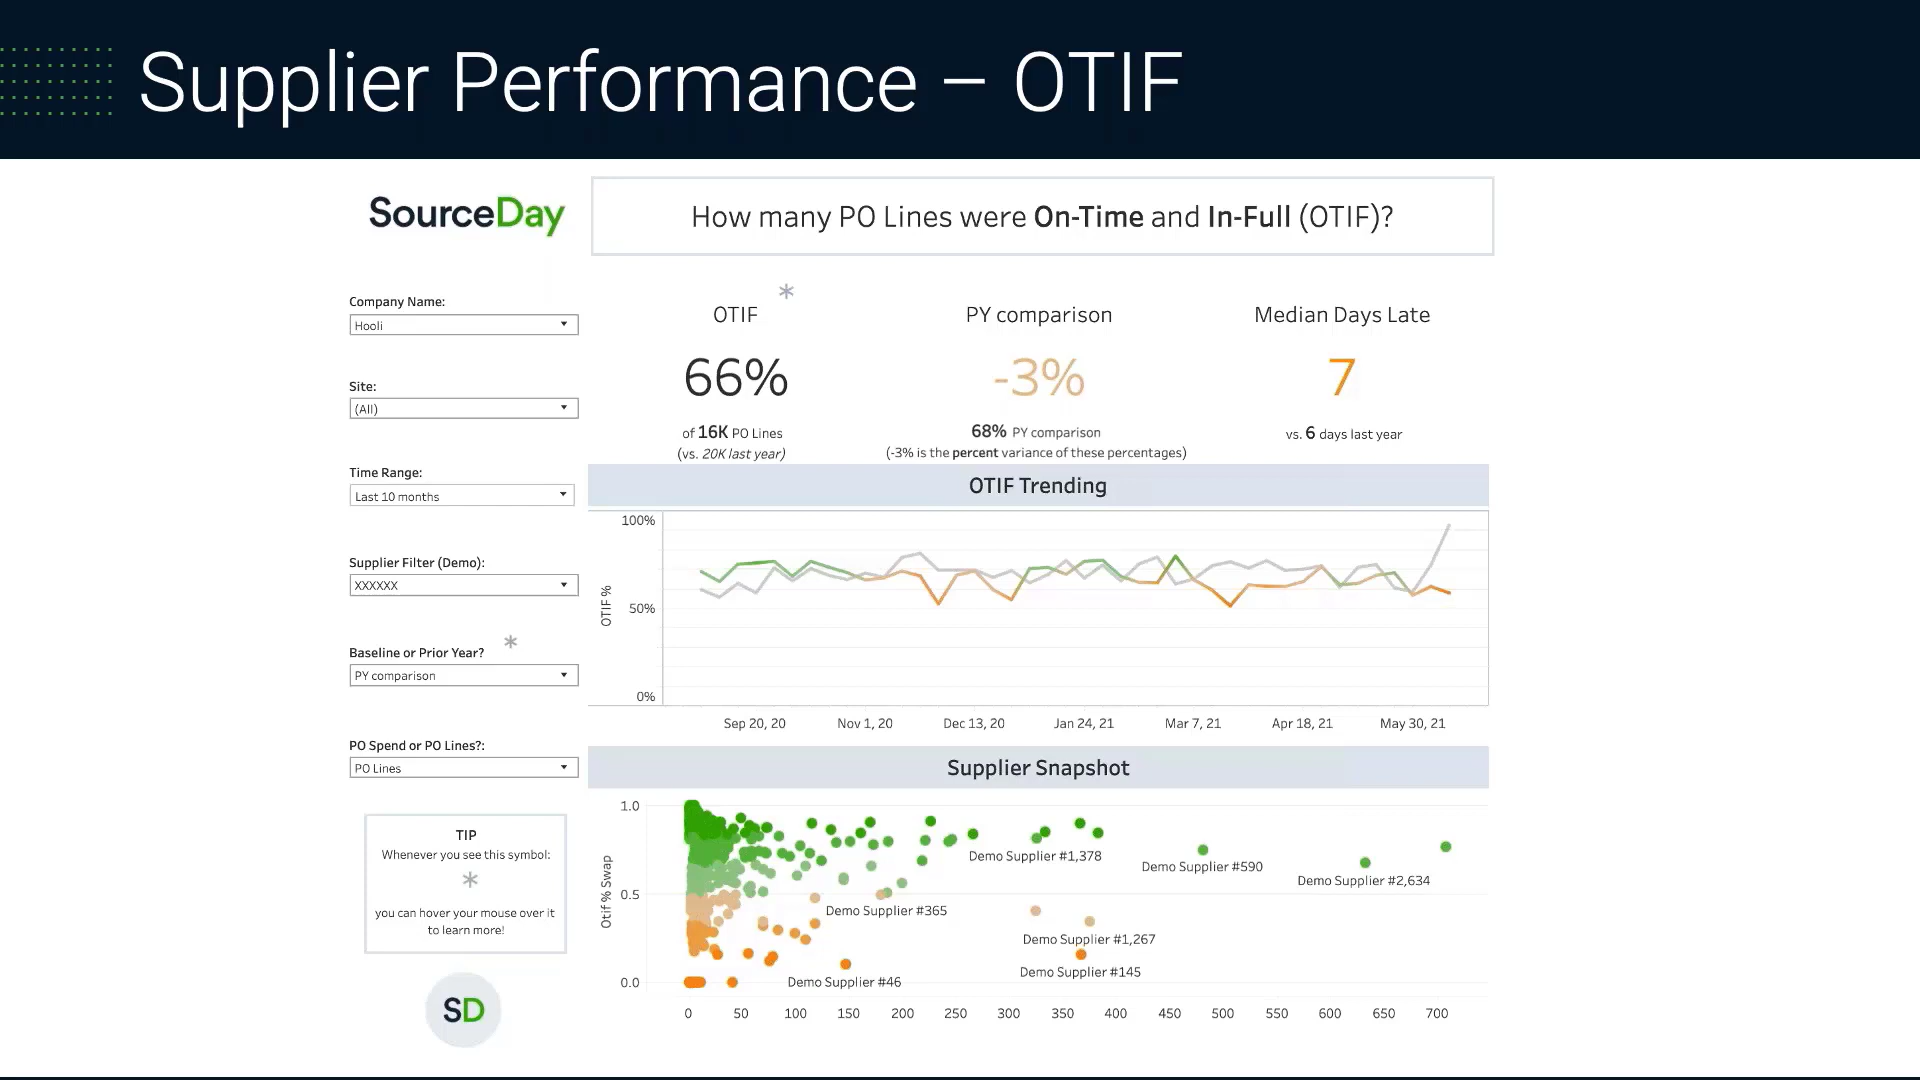 Supplier Performance – OTIF
SourceDay
How many PO Lines were On-Time and In-Full (OTIF)?
Company Name:
Hooli
Site:
(All)
Time Range:
Last 10 months
Supplier Filter (Demo):
XXXXXX
Baseline or Prior Year? *
PY comparison
PO Spend or PO Lines?:
PO Lines
TIP
Whenever you see this symbol:
*
you can hover your mouse over it
to learn more!
SD
OTIF *
66%
of 16K PO Lines
(vs. 20K last year)
PY comparison
-3%
68% PY comparison
(-3% is the percent variance of these percentages)
Median Days Late
7
vs. 6 days last year
OTIF Trending
OTIF %
100%
50%
0%
Sep 20, 20 Nov 1, 20 Dec 13, 20 Jan 24, 21 Mar 7, 21 Apr 18, 21 May 30, 21
Supplier Snapshot
Otif % Swap
1.0
0.5
0.0
Demo Supplier #1,378
Demo Supplier #590
Demo Supplier #2,634
Demo Supplier #365
Demo Supplier #1,267
Demo Supplier #145
Demo Supplier #46
0 50 100 150 200 250 300 350 400 450 500 550 600 650 700